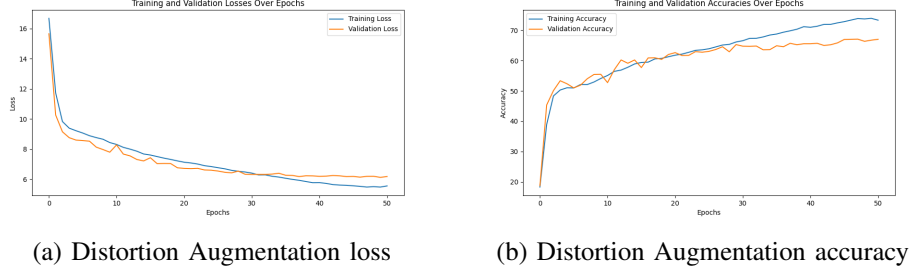 Training and Validation Losses Over Epochs
Training Loss
Validation Loss
16
14
12
10
8
6
Loss
0
10
20
30
40
50
Epochs
(a) Distortion Augmentation loss
Training and Validation Accuracies Over Epochs
Training Accuracy
Validation Accuracy
70
60
50
40
30
20
Accuracy
0
10
20
30
40
50
Epochs
(b) Distortion Augmentation accuracy